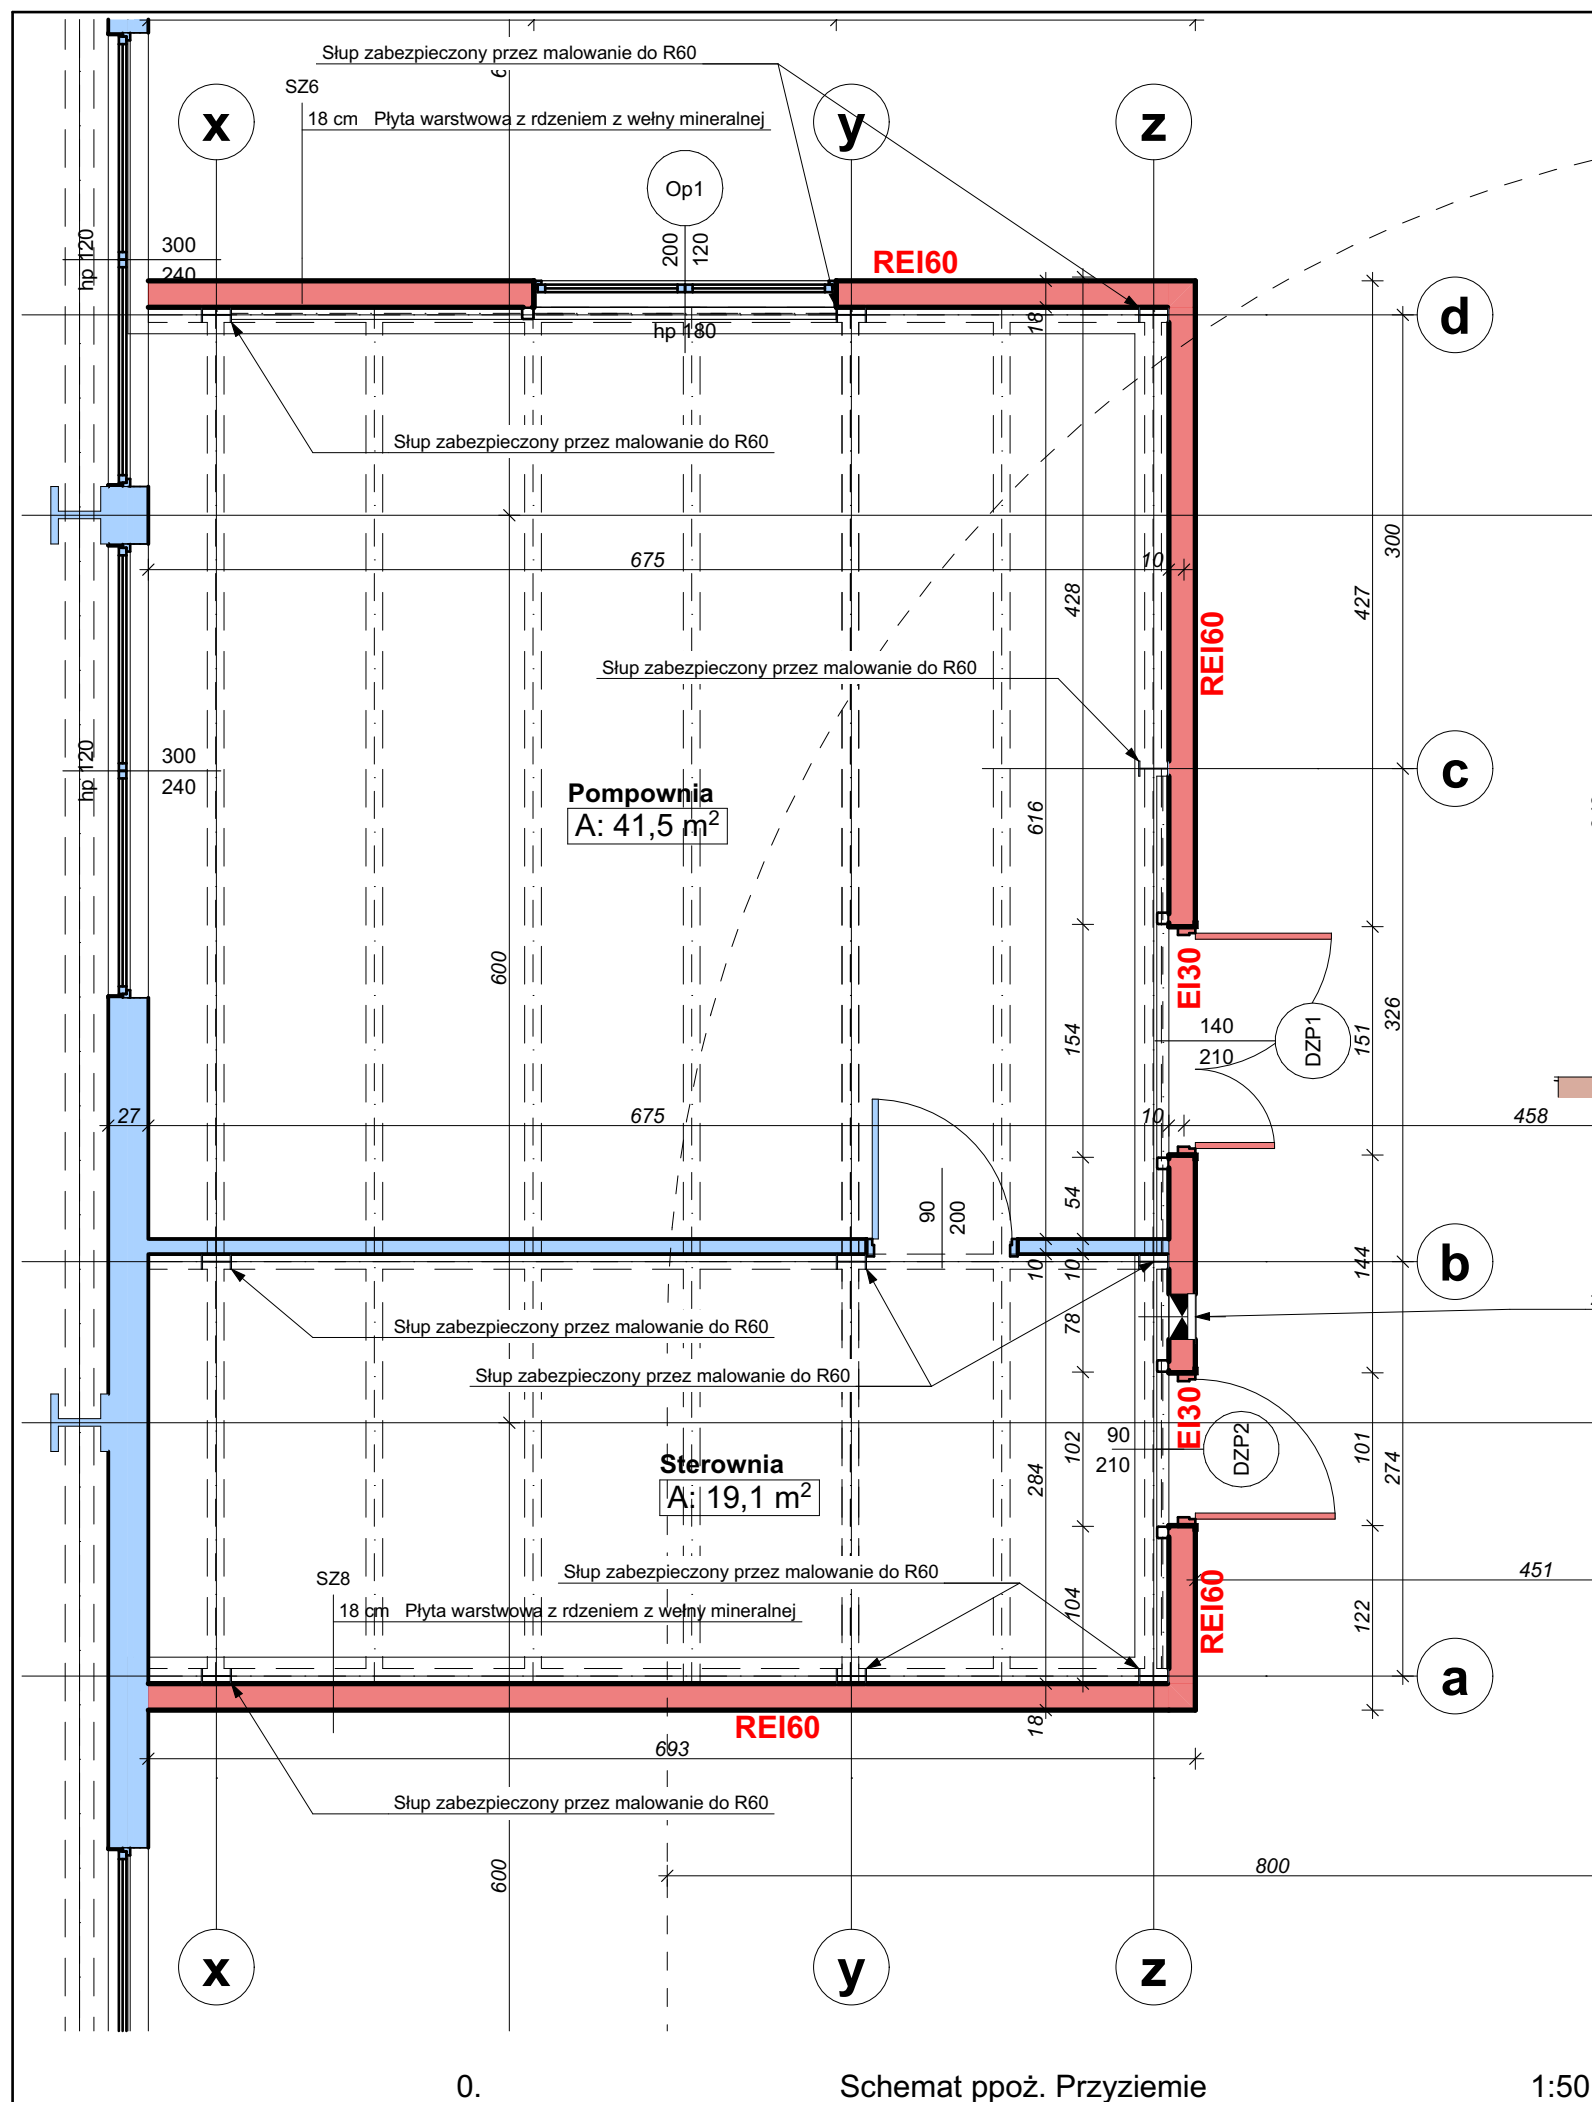 Słup zabezpieczony przez malowanie do R60
SZ6
18 cm Płyta warstwowa z rdzeniem z wełny mineralnej
x
y
z
Op1
200
120
hp 120
300
240
REI60
hp 180
18
d
Słup zabezpieczony przez malowanie do R60
675
10
428
300
427
REI60
Słup zabezpieczony przez malowanie do R60
hp 120
300
240
c
Pompownia
A: 41,5 m²
616
600
EI30
154
140
210
DZP1
151
326
27
675
10
458
54
90
200
10
10
144
b
78
Słup zabezpieczony przez malowanie do R60
Słup zabezpieczony przez malowanie do R60
EI30
90
210
DZP2
102
284
101
274
Sterownia
A: 19,1 m²
SZ8
18 cm Płyta warstwowa z rdzeniem z wełny mineralnej
Słup zabezpieczony przez malowanie do R60
104
451
REI60
122
a
REI60
18
693
Słup zabezpieczony przez malowanie do R60
600
800
x
y
z
0.
Schemat ppoż. Przyziemie
1:50